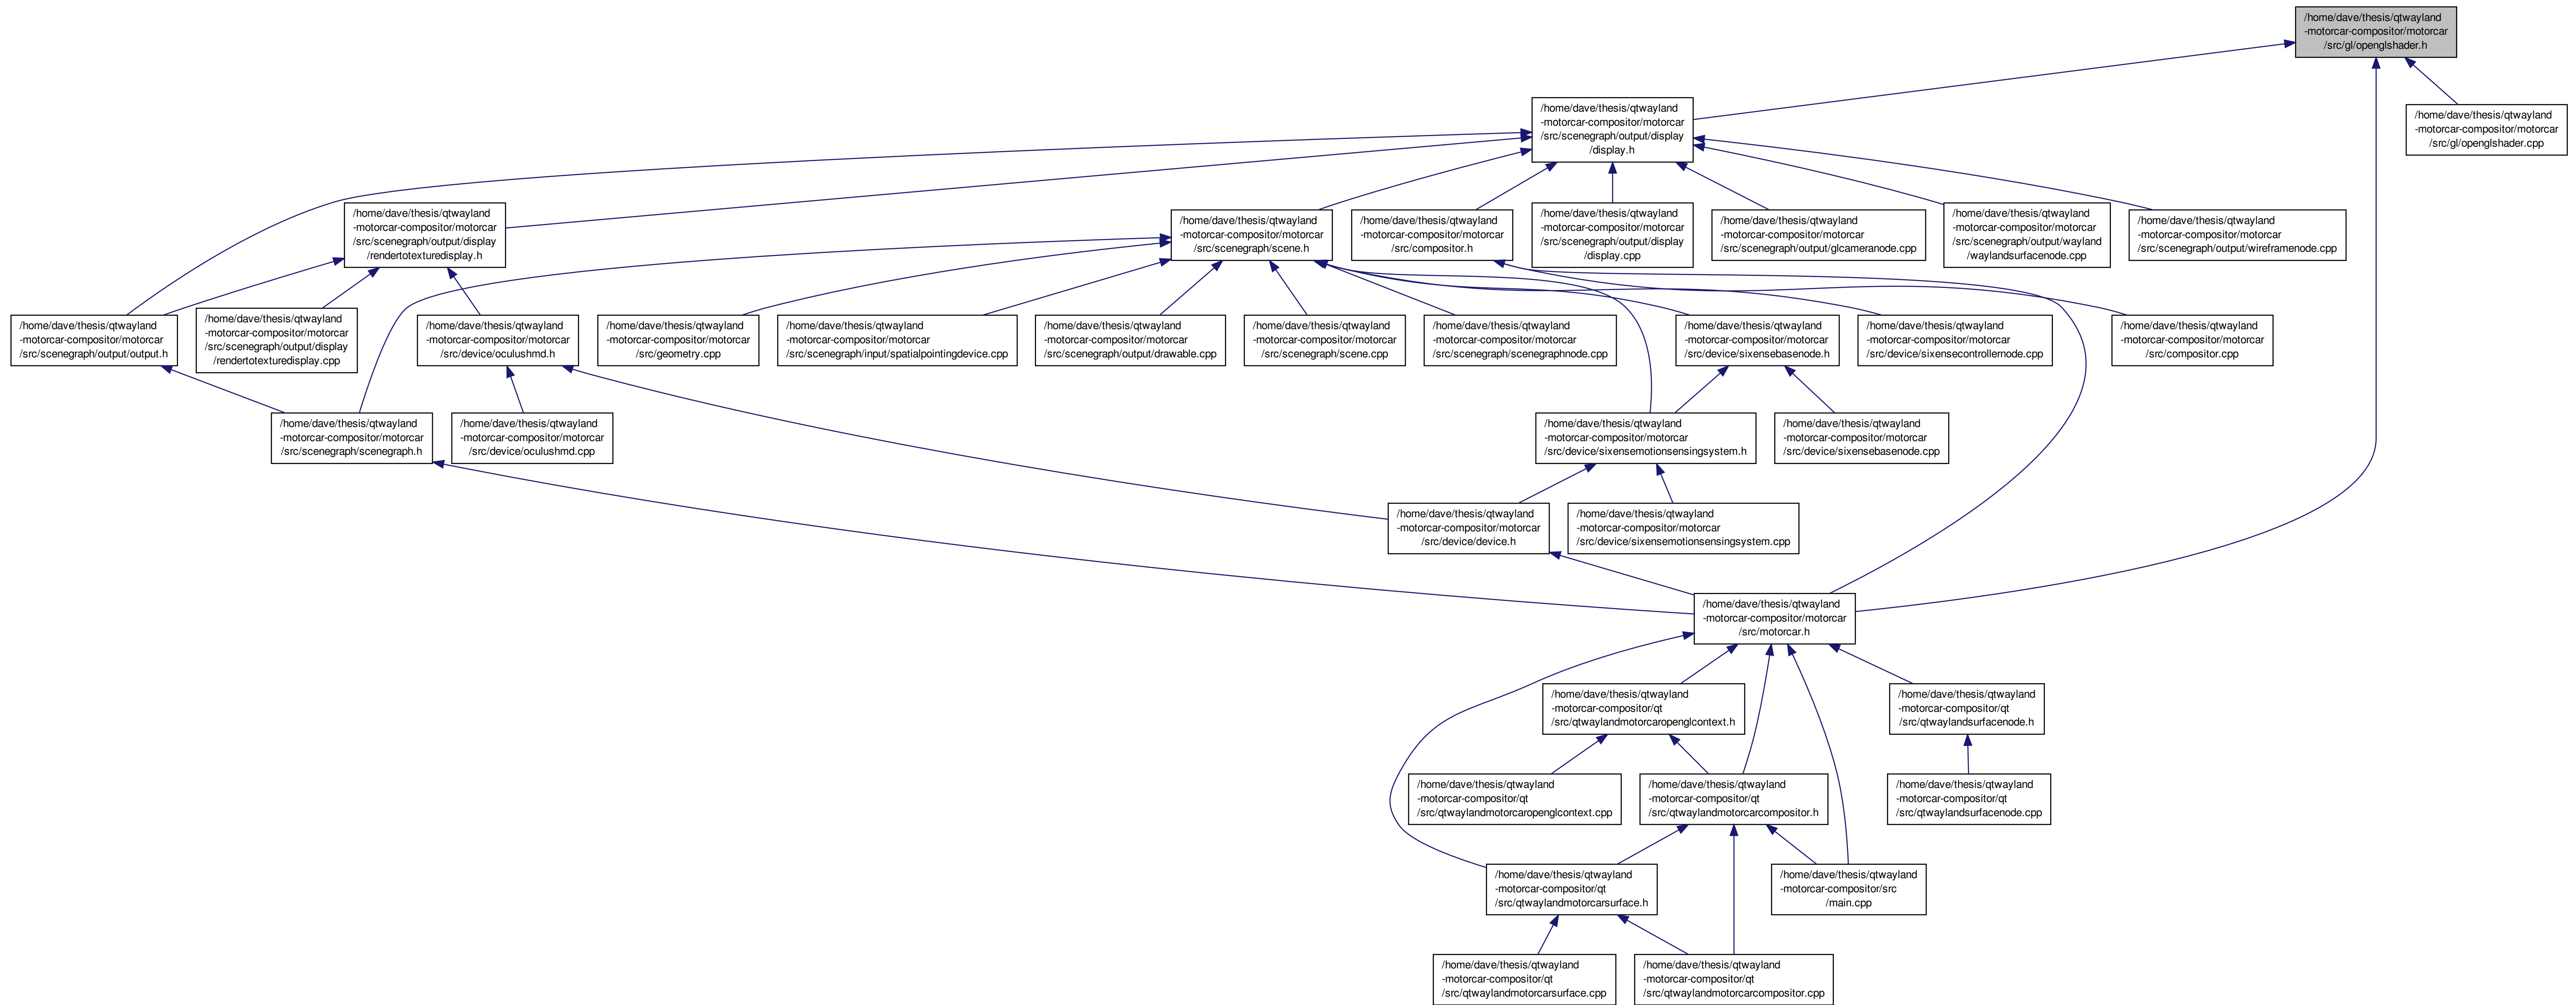 /home/dave/thesis/qtwayland
-motorcar-compositor/motorcar
/src/gl/openglshader.h
/home/dave/thesis/qtwayland
-motorcar-compositor/motorcar
/src/scenegraph/output/display
/display.h
/home/dave/thesis/qtwayland
-motorcar-compositor/motorcar
/src/gl/openglshader.cpp
/home/dave/thesis/qtwayland
-motorcar-compositor/motorcar
/src/scenegraph/output/display
/rendertotexturedisplay.h
/home/dave/thesis/qtwayland
-motorcar-compositor/motorcar
/src/scenegraph/scene.h
/home/dave/thesis/qtwayland
-motorcar-compositor/motorcar
/src/compositor.h
/home/dave/thesis/qtwayland
-motorcar-compositor/motorcar
/src/scenegraph/output/display
/display.cpp
/home/dave/thesis/qtwayland
-motorcar-compositor/motorcar
/src/scenegraph/output/glcameranode.cpp
/home/dave/thesis/qtwayland
-motorcar-compositor/motorcar
/src/scenegraph/output/wayland
/waylandsurfacenode.cpp
/home/dave/thesis/qtwayland
-motorcar-compositor/motorcar
/src/scenegraph/output/wireframenode.cpp
/home/dave/thesis/qtwayland
-motorcar-compositor/motorcar
/src/scenegraph/output/output.h
/home/dave/thesis/qtwayland
-motorcar-compositor/motorcar
/src/scenegraph/output/display
/rendertotexturedisplay.cpp
/home/dave/thesis/qtwayland
-motorcar-compositor/motorcar
/src/device/oculushmd.h
/home/dave/thesis/qtwayland
-motorcar-compositor/motorcar
/src/geometry.cpp
/home/dave/thesis/qtwayland
-motorcar-compositor/motorcar
/src/scenegraph/input/spatialpointingdevice.cpp
/home/dave/thesis/qtwayland
-motorcar-compositor/motorcar
/src/scenegraph/output/drawable.cpp
/home/dave/thesis/qtwayland
-motorcar-compositor/motorcar
/src/scenegraph/scene.cpp
/home/dave/thesis/qtwayland
-motorcar-compositor/motorcar
/src/scenegraph/scenegraphnode.cpp
/home/dave/thesis/qtwayland
-motorcar-compositor/motorcar
/src/device/sixensebasenode.h
/home/dave/thesis/qtwayland
-motorcar-compositor/motorcar
/src/device/sixensecontrollernode.cpp
/home/dave/thesis/qtwayland
-motorcar-compositor/motorcar
/src/compositor.cpp
/home/dave/thesis/qtwayland
-motorcar-compositor/motorcar
/src/scenegraph/scenegraph.h
/home/dave/thesis/qtwayland
-motorcar-compositor/motorcar
/src/device/oculushmd.cpp
/home/dave/thesis/qtwayland
-motorcar-compositor/motorcar
/src/device/sixensemotionsensingsystem.h
/home/dave/thesis/qtwayland
-motorcar-compositor/motorcar
/src/device/sixensebasenode.cpp
/home/dave/thesis/qtwayland
-motorcar-compositor/motorcar
/src/device/device.h
/home/dave/thesis/qtwayland
-motorcar-compositor/motorcar
/src/device/sixensemotionsensingsystem.cpp
/home/dave/thesis/qtwayland
-motorcar-compositor/motorcar
/src/motorcar.h
/home/dave/thesis/qtwayland
-motorcar-compositor/qt
/src/qtwaylandmotorcaropenglcontext.h
/home/dave/thesis/qtwayland
-motorcar-compositor/qt
/src/qtwaylandsurfacenode.h
/home/dave/thesis/qtwayland
-motorcar-compositor/qt
/src/qtwaylandmotorcaropenglcontext.cpp
/home/dave/thesis/qtwayland
-motorcar-compositor/qt
/src/qtwaylandmotorcarcompositor.h
/home/dave/thesis/qtwayland
-motorcar-compositor/qt
/src/qtwaylandsurfacenode.cpp
/home/dave/thesis/qtwayland
-motorcar-compositor/qt
/src/qtwaylandmotorcarsurface.h
/home/dave/thesis/qtwayland
-motorcar-compositor/src
/main.cpp
/home/dave/thesis/qtwayland
-motorcar-compositor/qt
/src/qtwaylandmotorcarsurface.cpp
/home/dave/thesis/qtwayland
-motorcar-compositor/qt
/src/qtwaylandmotorcarcompositor.cpp